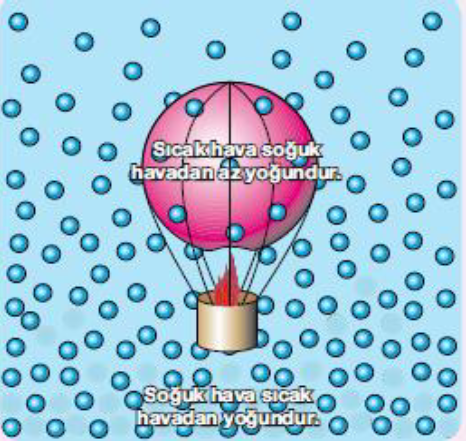 Sıcak hava soğuk
havadan az yoğundur.
Soğuk hava sıcak
havadan yoğundur.